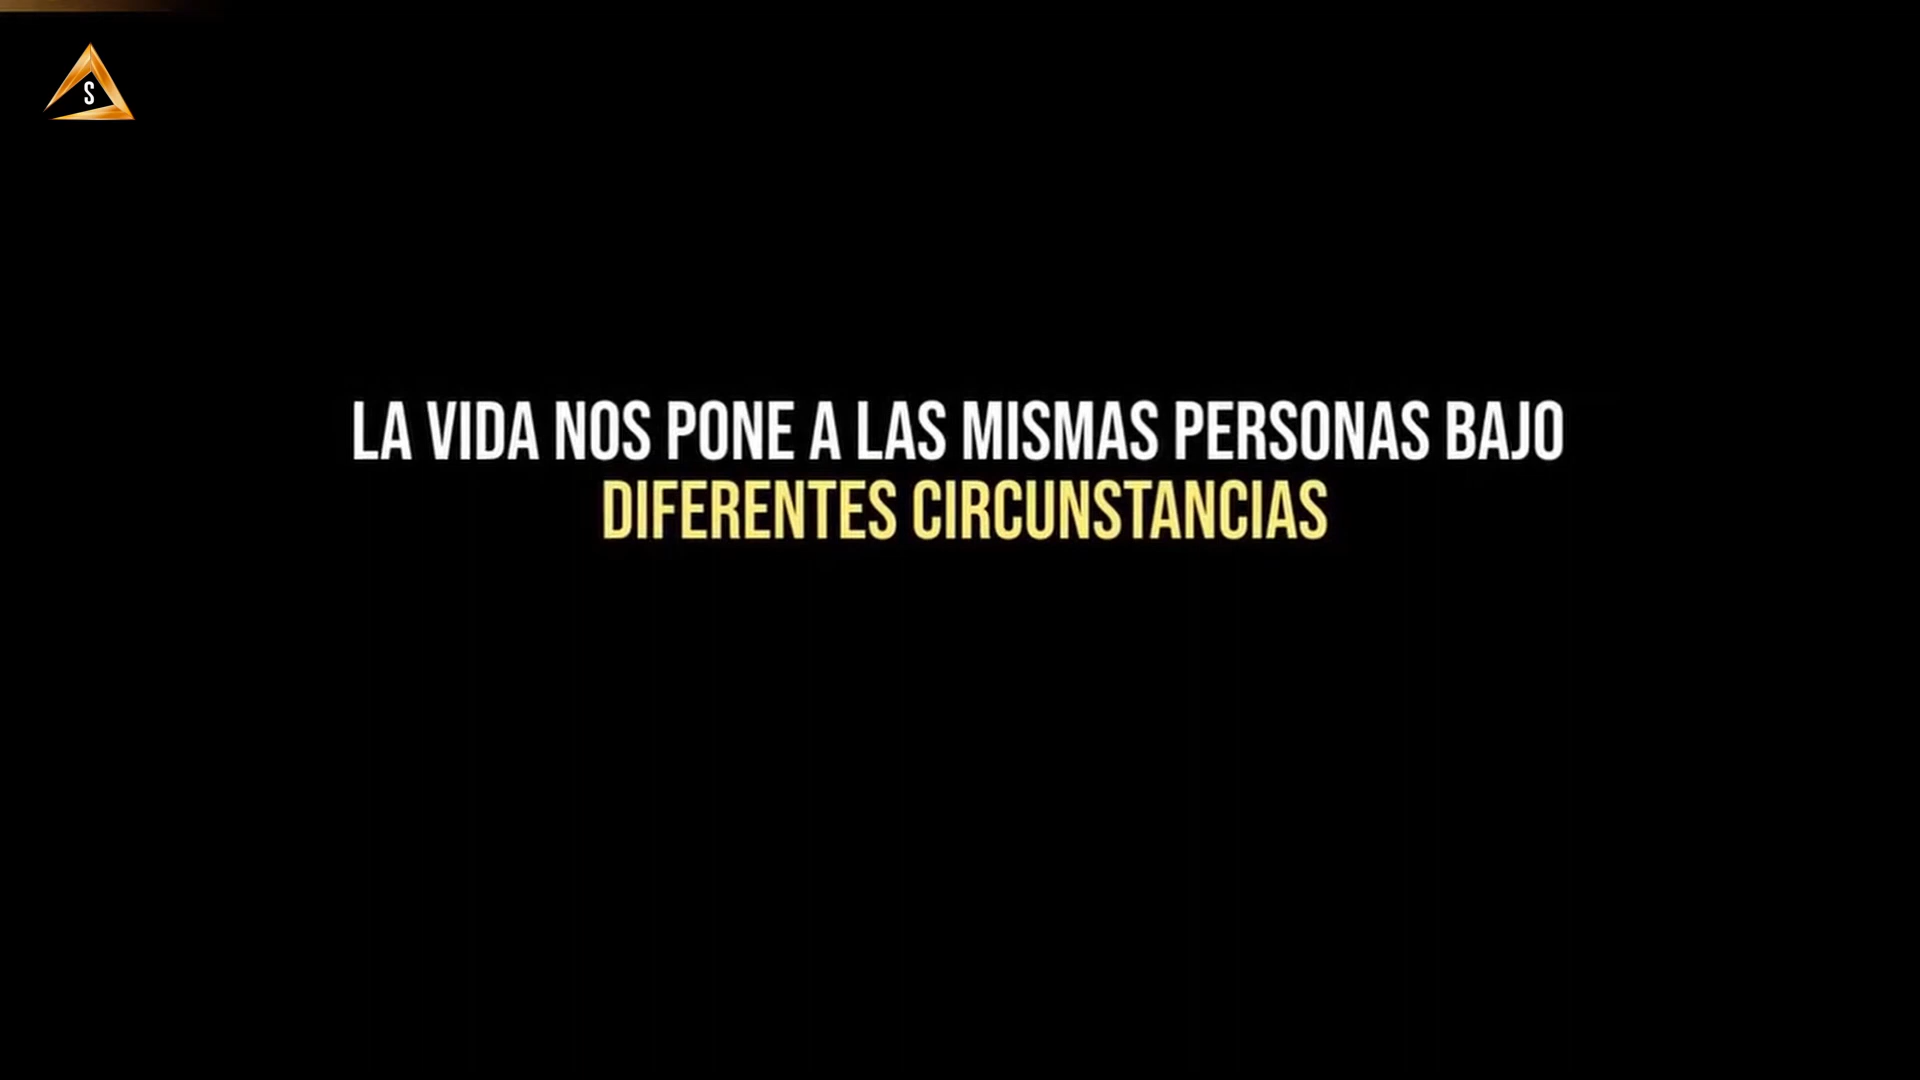 S
LA VIDA NOS PONE A LAS MISMAS PERSONAS BAJO
DIFERENTES CIRCUNSTANCIAS